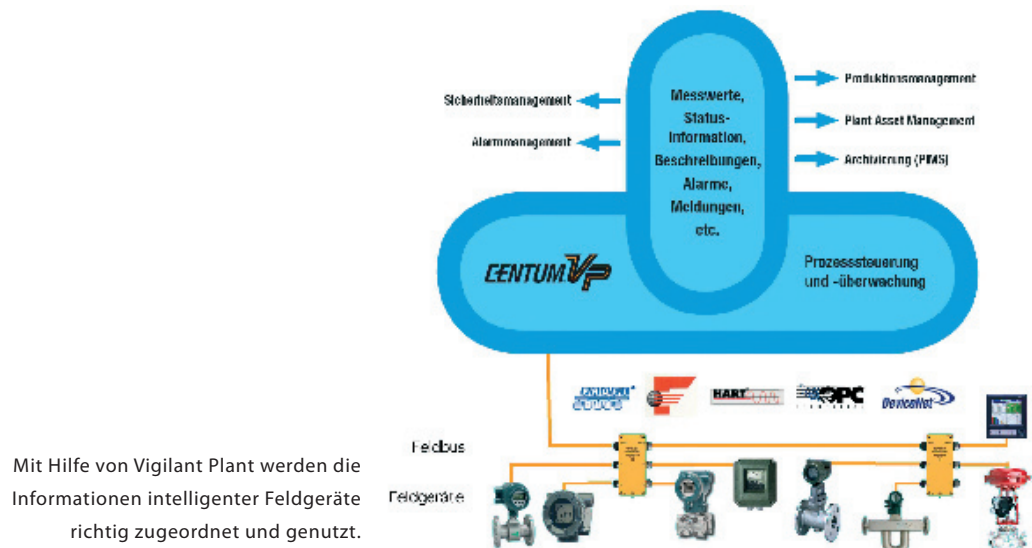 Sicherheitsmanagement
Alarmmanagement
Messwerte,
Status-
information,
Beschreibungen,
Alarme,
Meldungen,
etc.
Produktionsmanagement
Plant Asset Management
Archivierung (PIMS)
CENTUM VP
Prozesssteuerung
und -überwachung
HART
OPC
DeviceNet
Feldbus
Feldgeräte
Mit Hilfe von Vigilant Plant werden die
Informationen intelligenter Feldgeräte
richtig zugeordnet und genutzt.